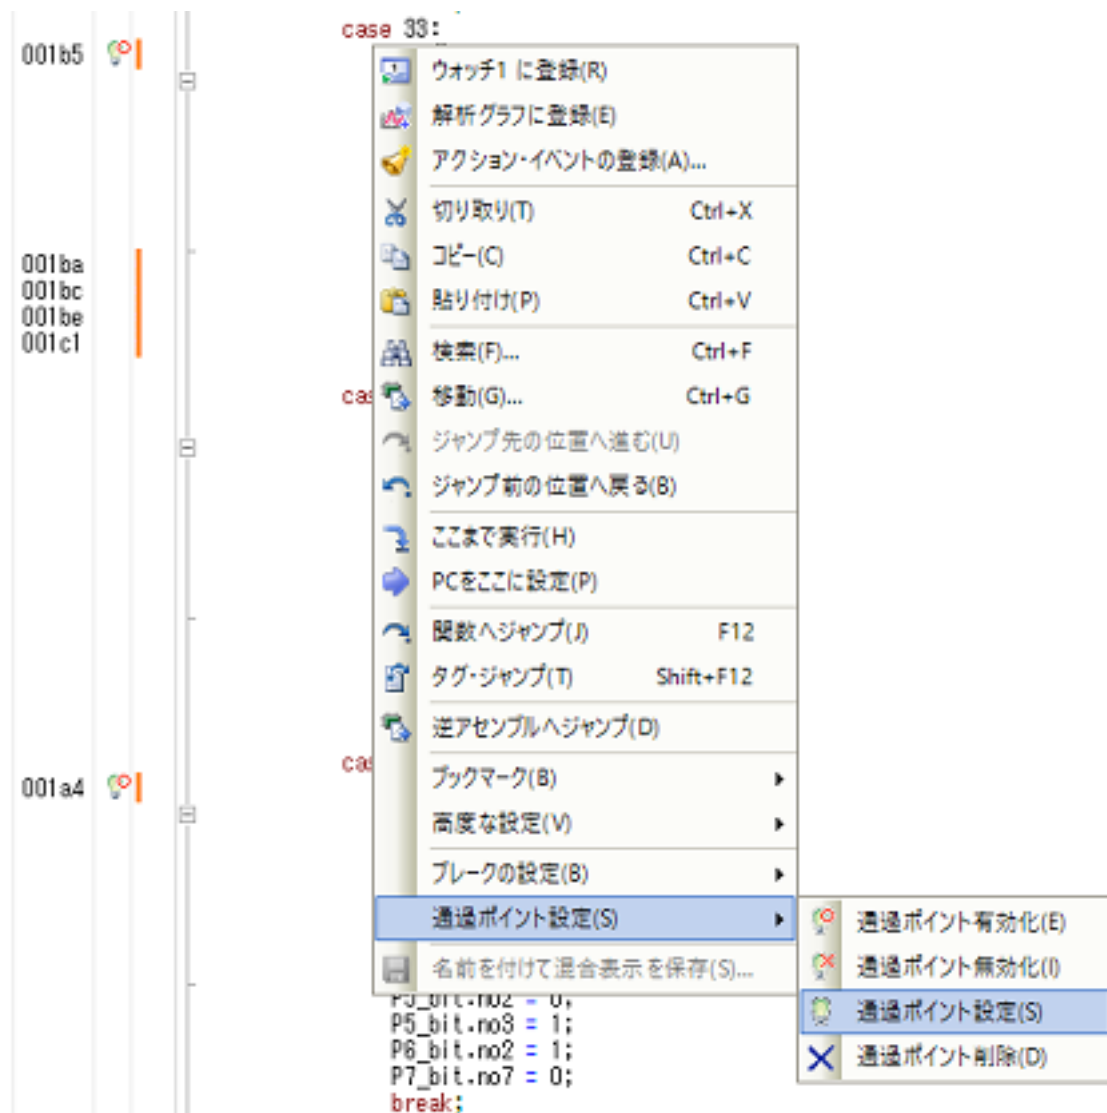 case 33:
001b5
ウォッチ1 に登録(R)
解析グラフに登録(E)
アクション・イベントの登録(A)...
切り取り(T) Ctrl+X
コピー(C) Ctrl+C
貼り付け(P) Ctrl+V
001ba
001bc
001be
001c1
検索(F)... Ctrl+F
移動(G)... Ctrl+G
ジャンプ先の位置へ進む(U)
ジャンプ前の位置へ戻る(B)
ここまで実行(H)
PCをここに設定(P)
関数へジャンプ(J) F12
タグ・ジャンプ(T) Shift+F12
逆アセンブルへジャンプ(D)
001a4
ブックマーク(B)
高度な設定(V)
ブレークの設定(B)
通過ポイント設定(S)
名前を付けて混合表示を保存(S)...
通過ポイント有効化(E)
通過ポイント無効化(I)
通過ポイント設定(S)
通過ポイント削除(D)
P5_bit.no3 = 1;
P6_bit.no2 = 1;
P7_bit.no7 = 0;
break;